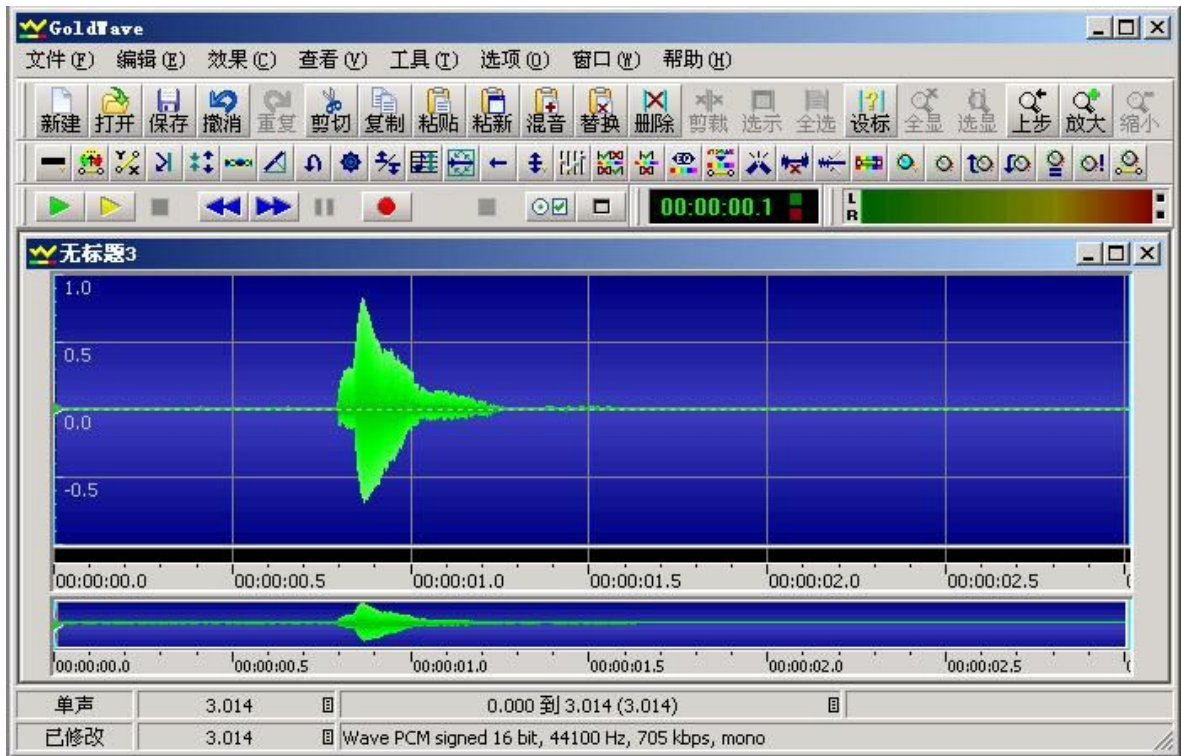 GoldWave
文件(F) 编辑(E) 效果(C) 查看(V) 工具(T) 选项(O) 窗口(W) 帮助(H)
新建 打开 保存 撤消 重复 剪切 复制 粘贴 粘新 混音 替换 删除 剪裁 选示 全选 设标 全显 选显 上步 放大 缩小
00:00:00.1 L
R
无标题3
1.0
0.5
0.0
-0.5
00:00:00.0 00:00:00.5 00:00:01.0 00:00:01.5 00:00:02.0 00:00:02.5
00:00:00.0 00:00:00.5 00:00:01.0 00:00:01.5 00:00:02.0 00:00:02.5
单声 3.014 0.000 到 3.014 (3.014)
已修改 3.014 Wave PCM signed 16 bit, 44100 Hz, 705 kbps, mono